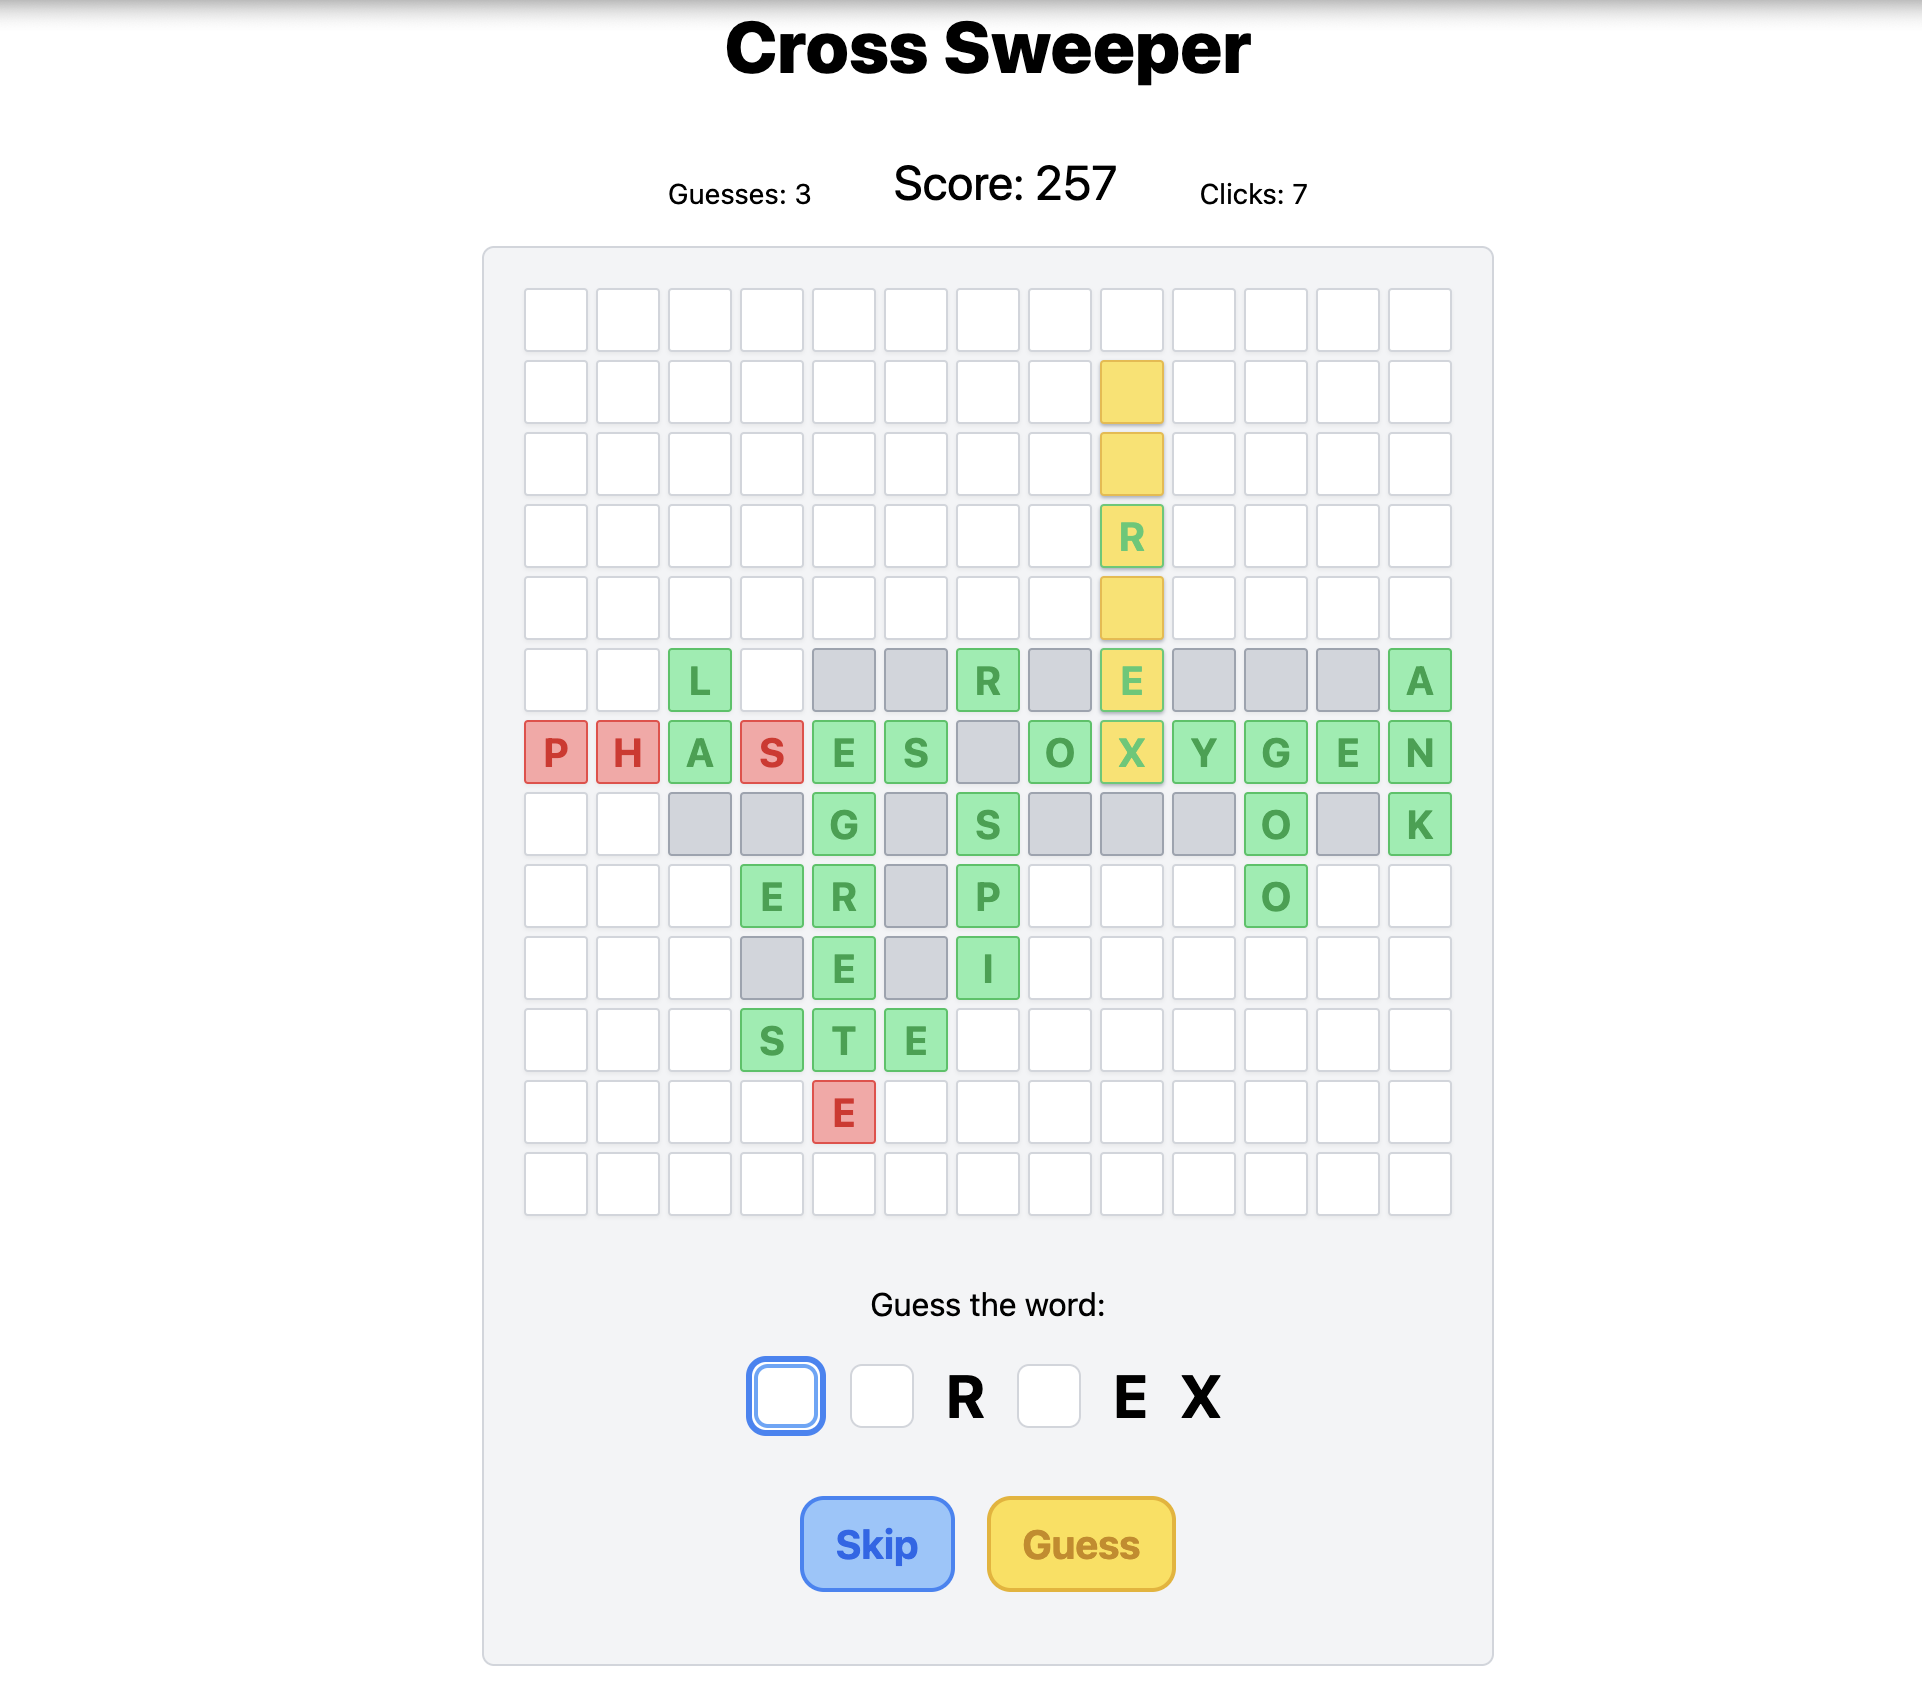 Cross Sweeper
Guesses: 3 Score: 257 Clicks: 7
R
L R E A
P H A S E S O X Y G E N
G S O K
E R P O
E I
S T E
E
Guess the word:
R E X
Skip Guess